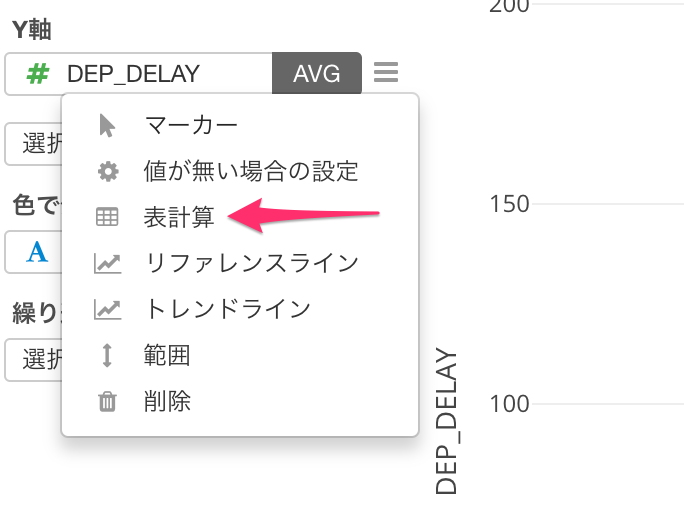 Y軸
# DEP_DELAY AVG
選択
マーカー
値が無い場合の設定
表計算
リファレンスライン
トレンドライン
範囲
削除
色で
A
繰り
選択
200
150
100
DEP_DELAY